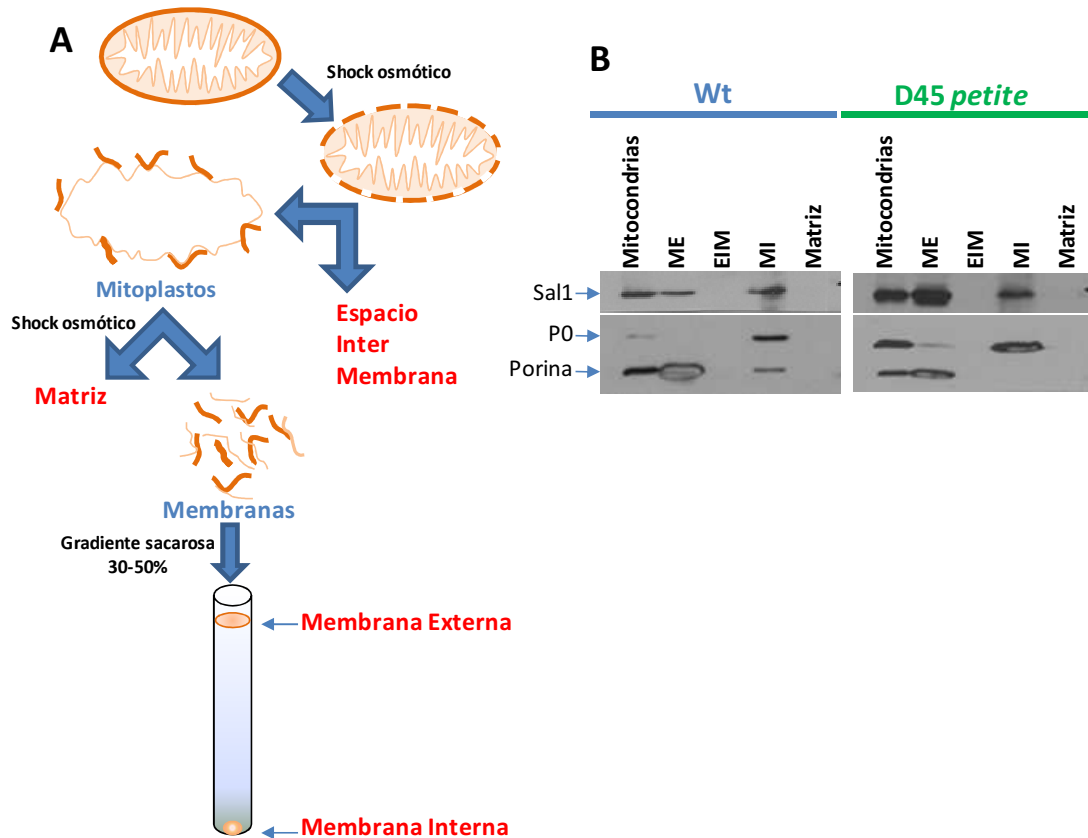 A
Shock osmótico
Mitoplastos
Shock osmótico
Espacio
Inter
Membrana
Matriz
Membranas
Gradiente sacarosa
30-50%
Membrana Externa
Membrana Interna
B
Wt
D45 petite
Mitocondrias
ME
EIM
MI
Matriz
Mitocondrias
ME
EIM
MI
Matriz
Sal1
P0
Porina